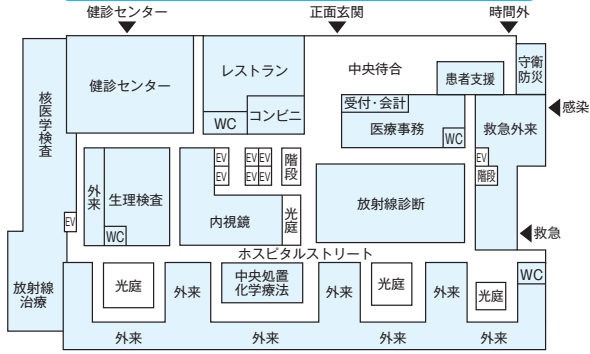 健診センター
正面玄関
時間外
健診センター
レストラン
中央待合
患者支援
守衛
防災
核医学検査
WC
コンビニ
受付・会計
医療事務
WC
救急外来
感染
外来
生理検査
WC
EV
EV EV
階段
EV
EV EV
内視鏡
光庭
放射線診断
EV
階段
EV
救急
ホスピタルストリート
放射線
治療
光庭
外来
中央処置
化学療法
外来
光庭
外来
光庭
WC
外来
外来
外来
外来